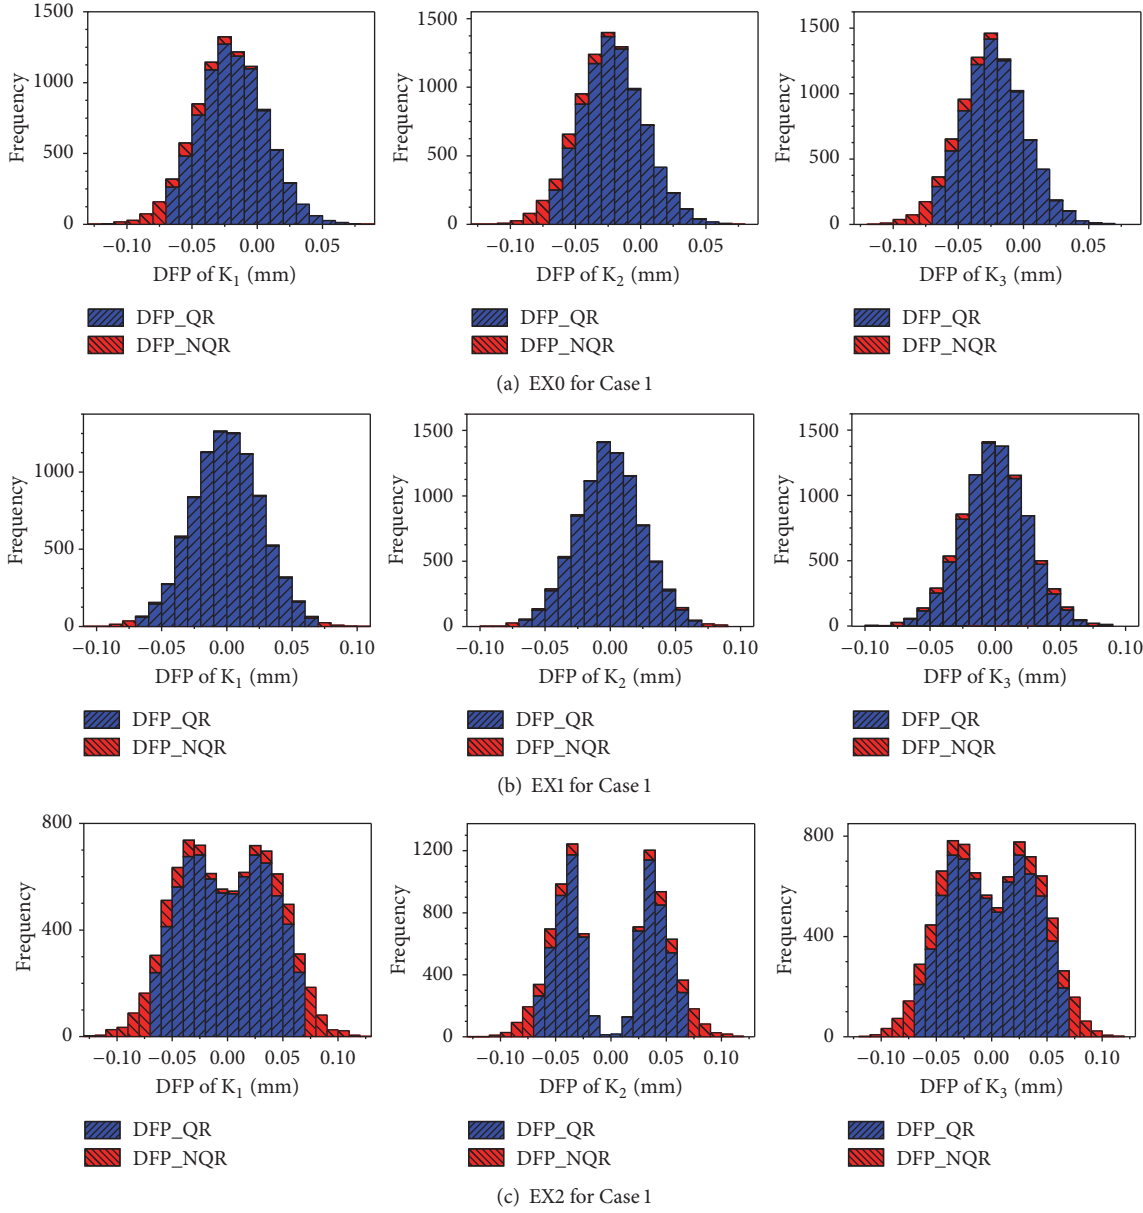 1500
1000
500
0
Frequency
−0.10 −0.05 0.00 0.05
DFP of K1 (mm)
DFP_QR
DFP_NQR
1500
1000
500
0
Frequency
−0.10 −0.05 0.00 0.05
DFP of K2 (mm)
DFP_QR
DFP_NQR
1500
1000
500
0
Frequency
−0.10 −0.05 0.00 0.05
DFP of K3 (mm)
DFP_QR
DFP_NQR
(a) EX0 for Case 1
1000
500
0
Frequency
−0.10 −0.05 0.00 0.05 0.10
DFP of K1 (mm)
DFP_QR
DFP_NQR
1500
1000
500
0
Frequency
−0.10 −0.05 0.00 0.05 0.10
DFP of K2 (mm)
DFP_QR
DFP_NQR
1500
1000
500
0
Frequency
−0.10 −0.05 0.00 0.05 0.10
DFP of K3 (mm)
DFP_QR
DFP_NQR
(b) EX1 for Case 1
800
400
0
Frequency
−0.10 −0.05 0.00 0.05 0.10
DFP of K1 (mm)
DFP_QR
DFP_NQR
1200
800
400
0
Frequency
−0.10 −0.05 0.00 0.05 0.10
DFP of K2 (mm)
DFP_QR
DFP_NQR
800
400
0
Frequency
−0.10 −0.05 0.00 0.05 0.10
DFP of K3 (mm)
DFP_QR
DFP_NQR
(c) EX2 for Case 1